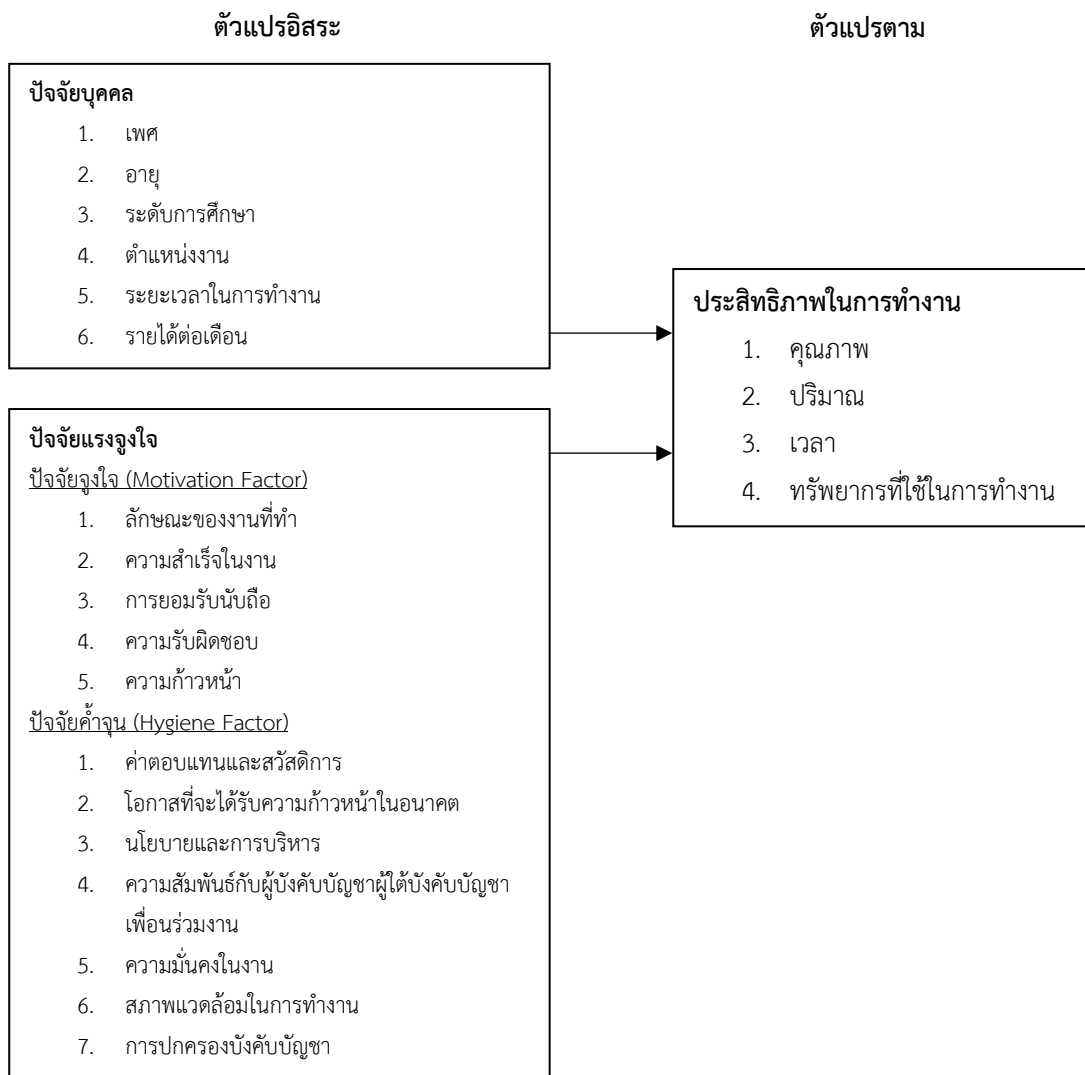 ตัวแปรอิสระ
ตัวแปรตาม
ปัจจัยบุคคล
1. เพศ
2. อายุ
3. ระดับการศึกษา
4. ตำแหน่งงาน
5. ระยะเวลาในการทำงาน
6. รายได้ต่อเดือน
ปัจจัยแรงจูงใจ
ปัจจัยจูงใจ (Motivation Factor)
1. ลักษณะของงานที่ทำ
2. ความสำเร็จในงาน
3. การยอมรับนับถือ
4. ความรับผิดชอบ
5. ความก้าวหน้า
ปัจจัยค้ำจุน (Hygiene Factor)
1. ค่าตอบแทนและสวัสดิการ
2. โอกาสที่จะได้รับความก้าวหน้าในอนาคต
3. นโยบายและการบริหาร
4. ความสัมพันธ์กับผู้บังคับบัญชาผู้ใต้บังคับบัญชา
เพื่อนร่วมงาน
5. ความมั่นคงในงาน
6. สภาพแวดล้อมในการทำงาน
7. การปกครองบังคับบัญชา
ประสิทธิภาพในการทำงาน
1. คุณภาพ
2. ปริมาณ
3. เวลา
4. ทรัพยากรที่ใช้ในการทำงาน